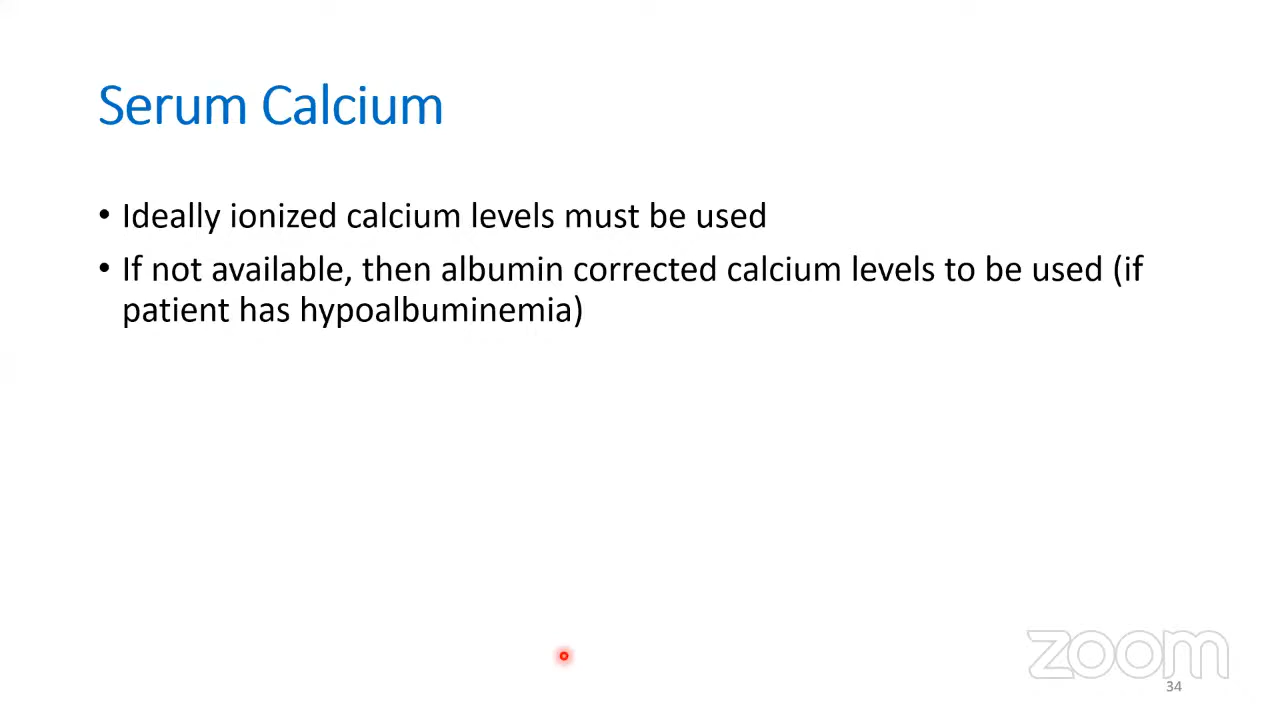 Serum Calcium
• Ideally ionized calcium levels must be used
• If not available, then albumin corrected calcium levels to be used (if
patient has hypoalbuminemia)
zoom
34